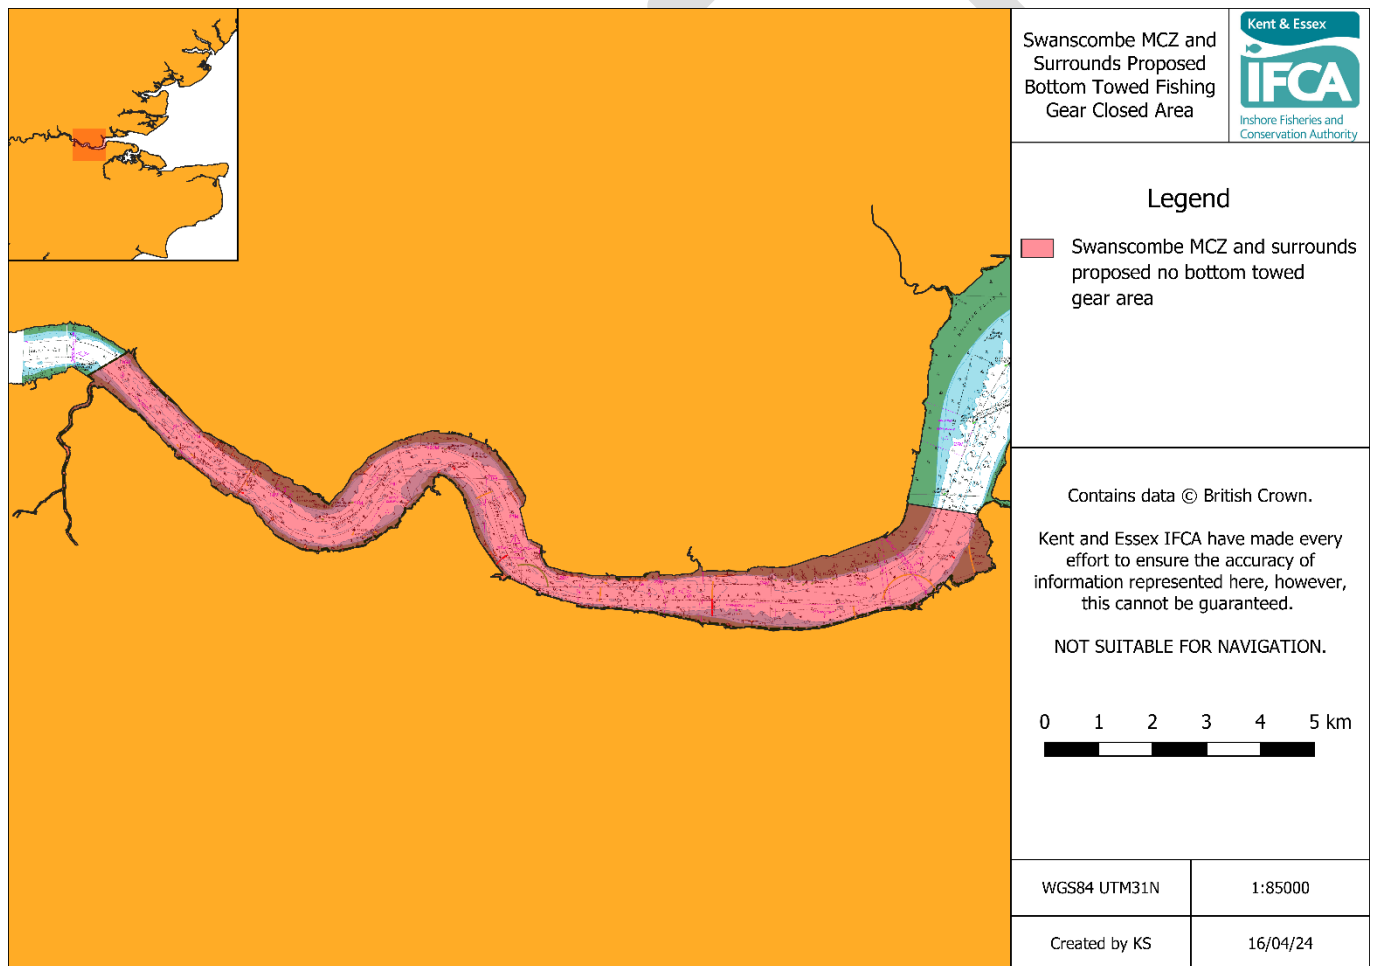 Swanscombe MCZ and
Surrounds Proposed
Bottom Towed Fishing
Gear Closed Area
Kent & Essex
IFCA
Inshore Fisheries and
Conservation Authority
Legend
Swanscombe MCZ and surrounds
proposed no bottom towed
gear area
Contains data © British Crown.
Kent and Essex IFCA have made every
effort to ensure the accuracy of
information represented here, however,
this cannot be guaranteed.
NOT SUITABLE FOR NAVIGATION.
0 1 2 3 4 5 km
WGS84 UTM31N
1:85000
Created by KS
16/04/24